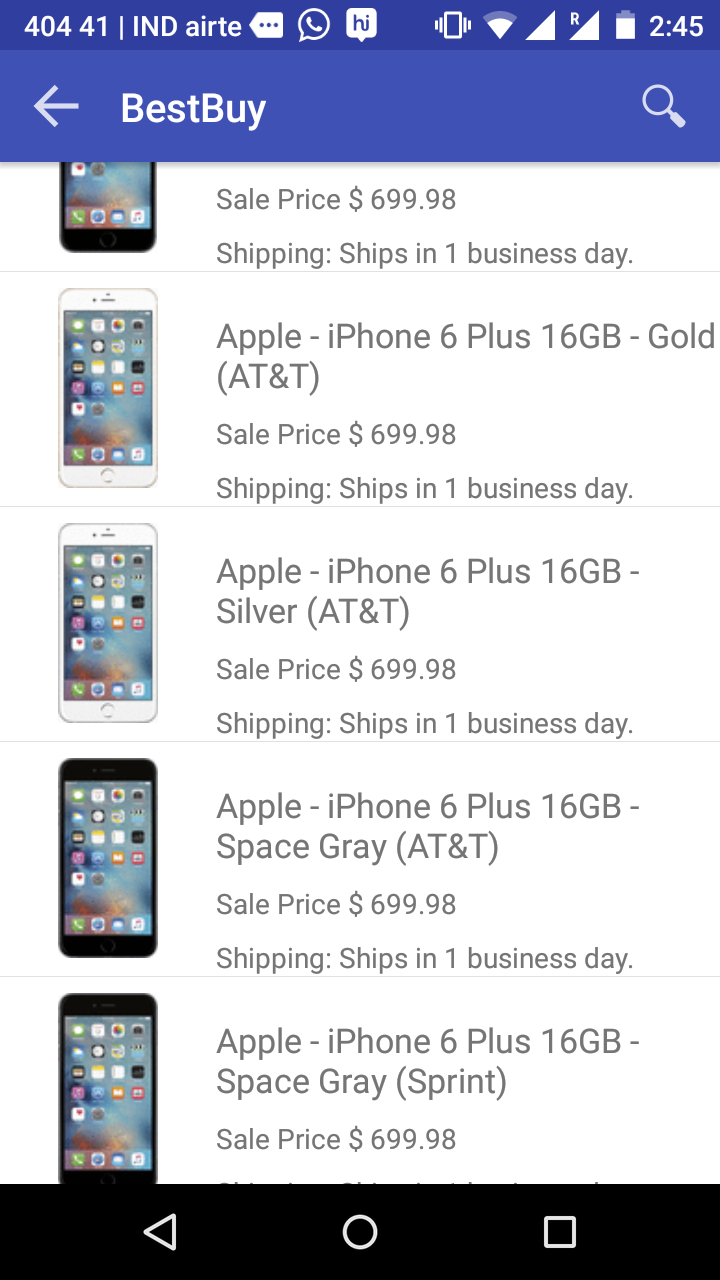 404 41 | IND airte
hi
R
2:45
BestBuy
Sale Price $ 699.98
Shipping: Ships in 1 business day.
Apple - iPhone 6 Plus 16GB - Gold
(AT&T)
Sale Price $ 699.98
Shipping: Ships in 1 business day.
Apple - iPhone 6 Plus 16GB -
Silver (AT&T)
Sale Price $ 699.98
Shipping: Ships in 1 business day.
Apple - iPhone 6 Plus 16GB -
Space Gray (AT&T)
Sale Price $ 699.98
Shipping: Ships in 1 business day.
Apple - iPhone 6 Plus 16GB -
Space Gray (Sprint)
Sale Price $ 699.98